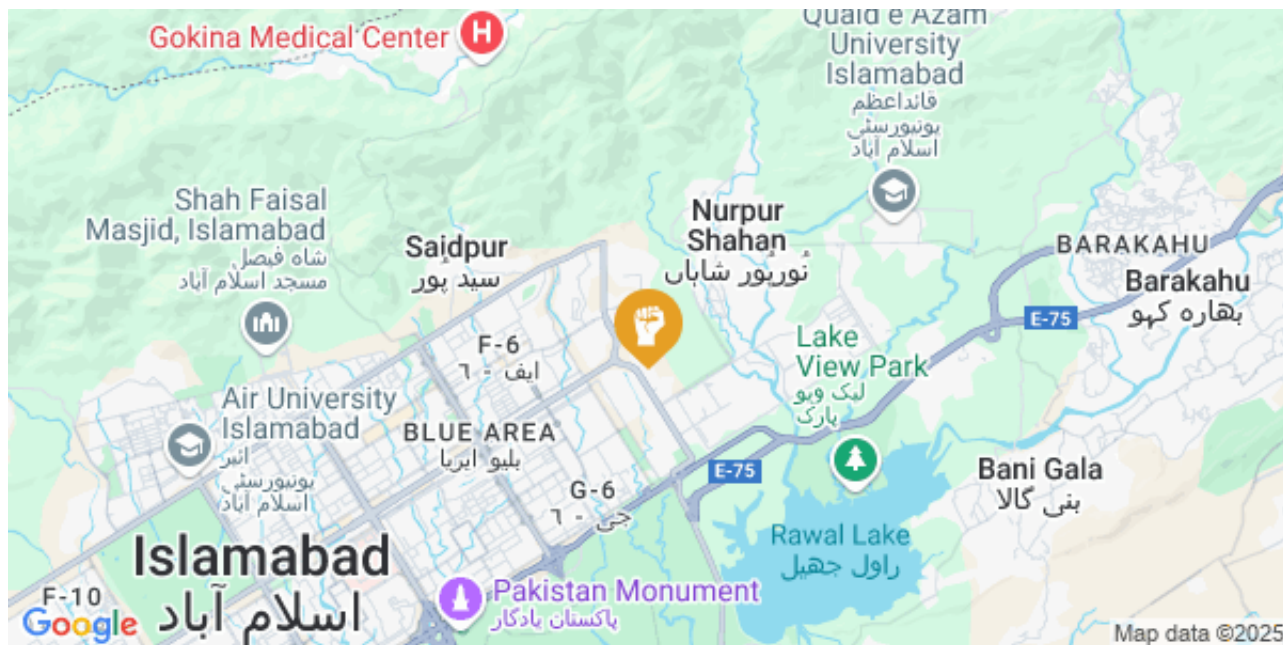 Gokina Medical Center
H
Quaid e Azam
University
Islamabad
قائداعظم
یونیورسٹی
اسلام آباد
Shah Faisal
Masjid, Islamabad
شاہ فیصل
مسجد اسلام آباد
Saidpur
سید پور
Nurpur
Shahan
نُورپُور شاہاں
BARAKAHU
Barakahu
بھارہ کہو
E-75
F-6
ایف - ٦
Lake
View Park
لیک ویو
پارک
Air University
Islamabad
ائیر
یونیورسٹی
اسلام آباد
BLUE AREA
بلیو ایریا
E-75
G-6
جی - ٦
Bani Gala
بنی گالا
Rawal Lake
راول جھیل
Islamabad
اسلام آباد
Pakistan Monument
پاکستان یادگار
F-10
Google
Map data ©2025